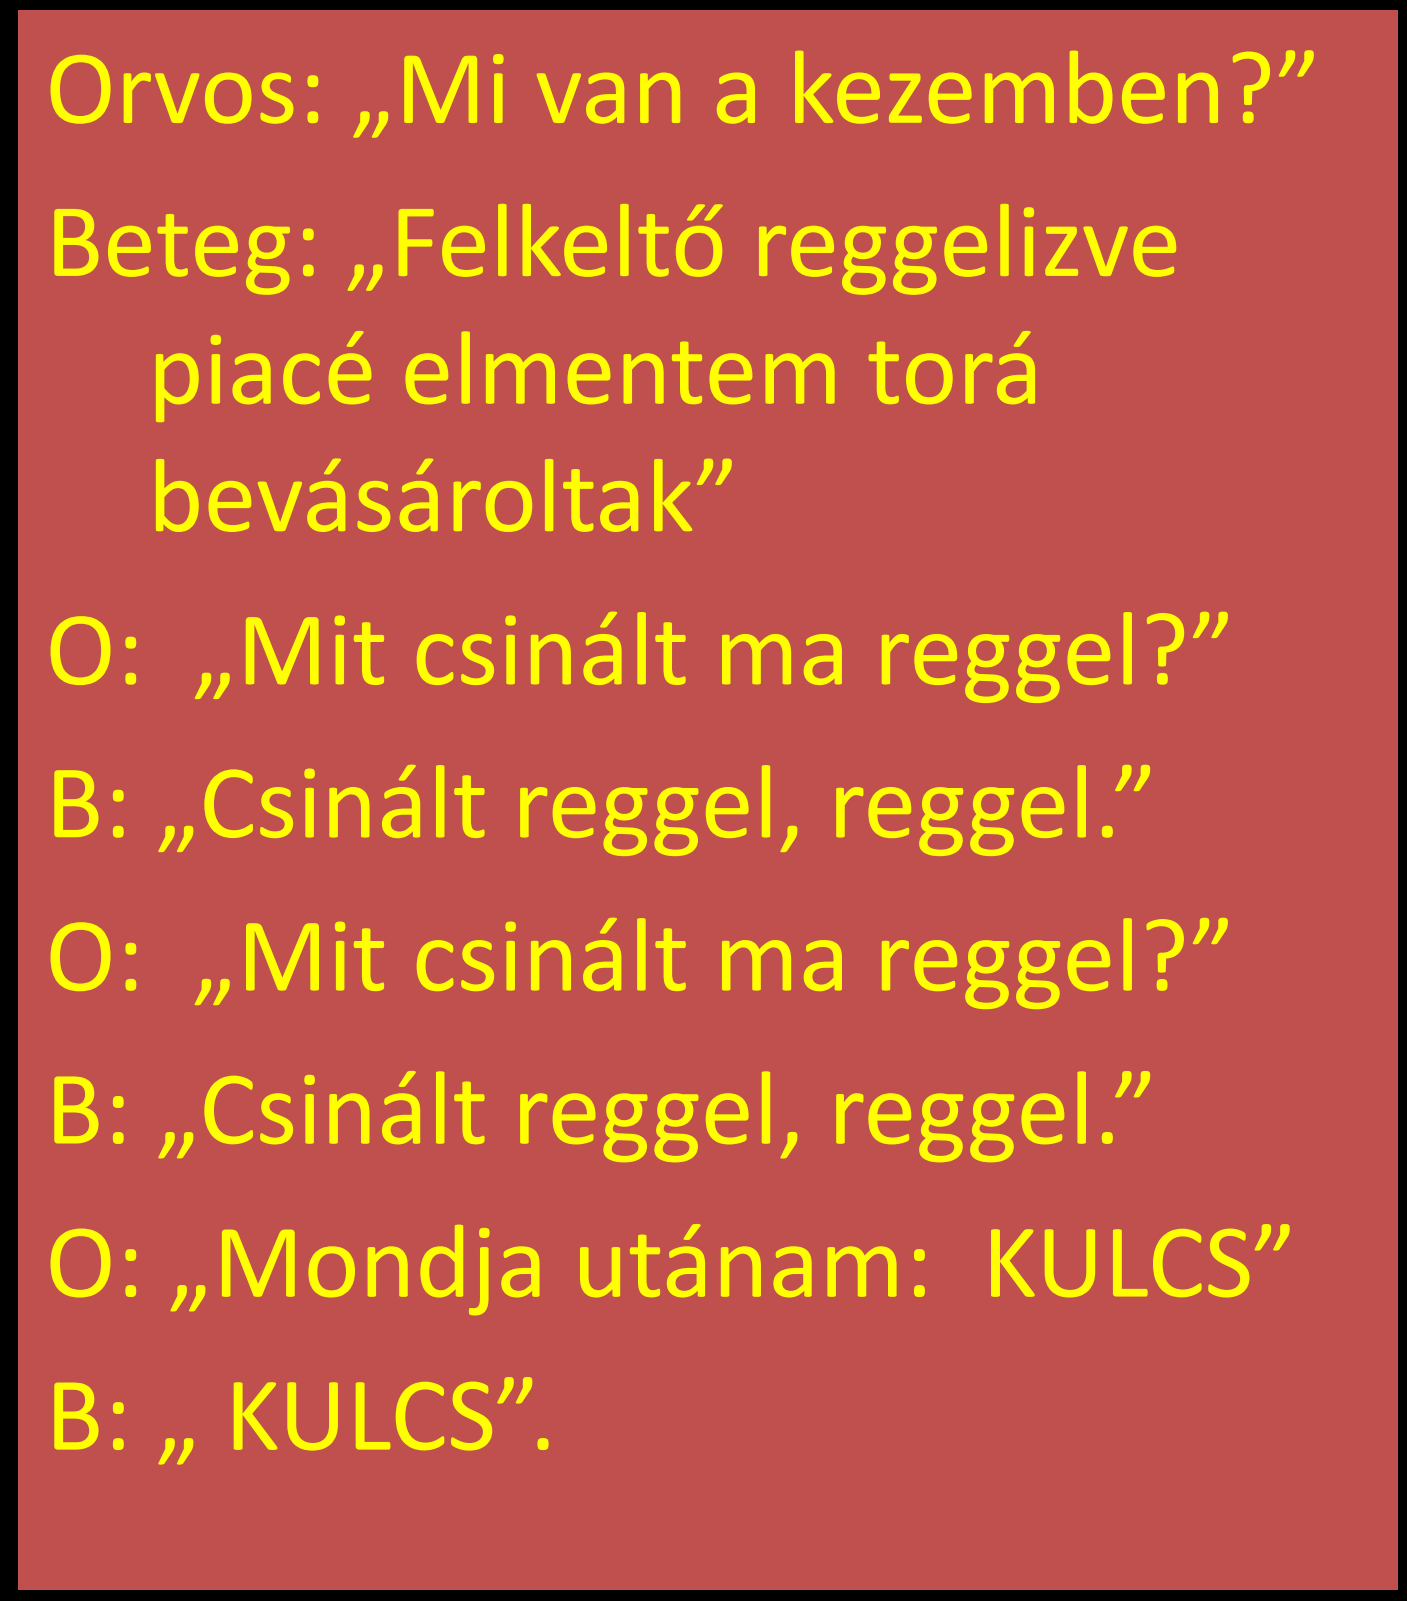 Orvos: „Mi van a kezemben?”
Beteg: „Felkeltő reggelizve
piacé elmentem torá
bevásároltak”
O:  „Mit csinált ma reggel?”
B: „Csinált reggel, reggel.”
O:  „Mit csinált ma reggel?”
B: „Csinált reggel, reggel.”
O: „Mondja utánam:  KULCS”
B: „ KULCS”.